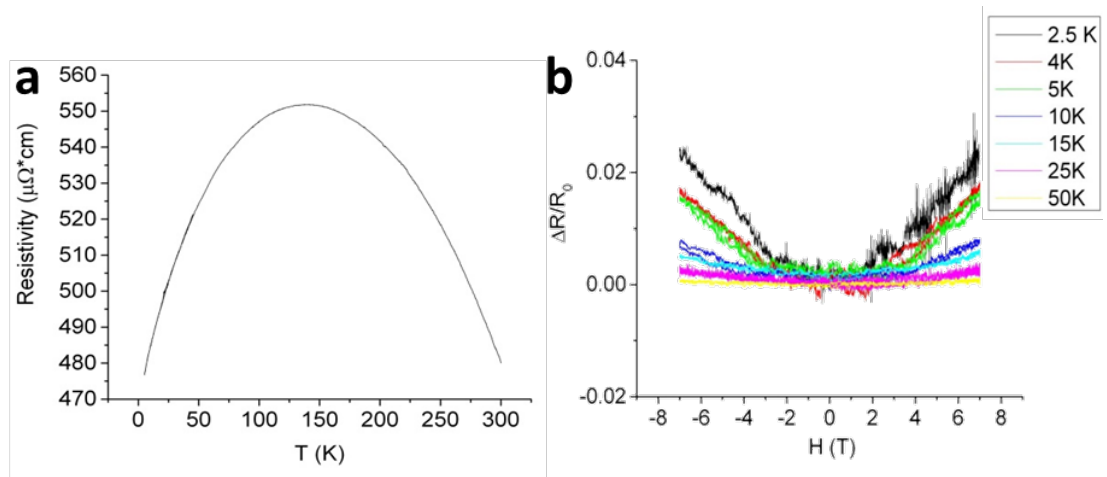 a
560
550
540
530
520
510
500
490
480
470
Resistivity (μΩ*cm)
0 50 100 150 200 250 300
T (K)
b
0.04
0.02
0.00
-0.02
ΔR/R₀
-8 -6 -4 -2 0 2 4 6 8
H (T)
2.5 K
4K
5K
10K
15K
25K
50K